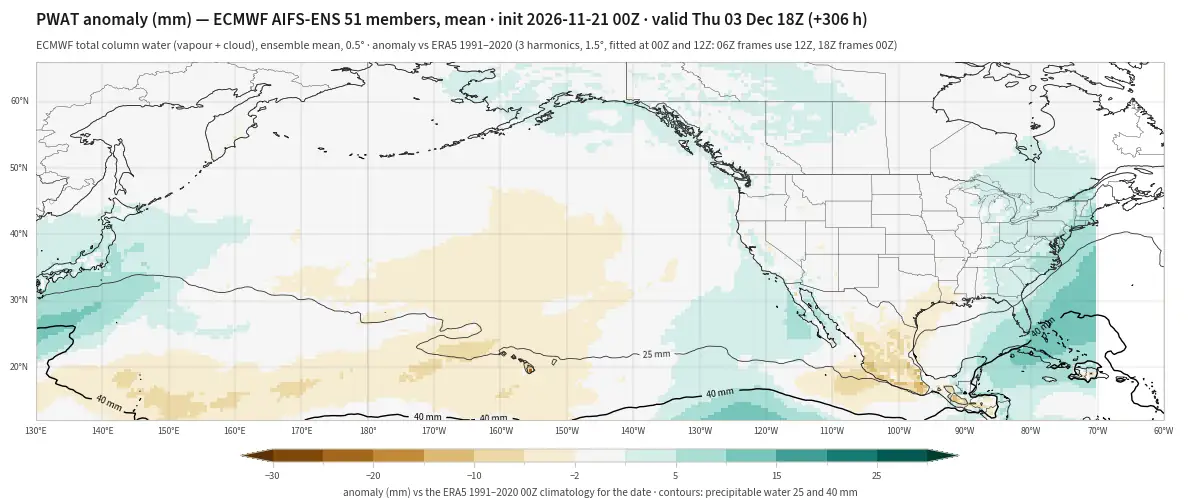 PWAT anomaly (mm) — ECMWF AIFS-ENS 51 members, mean · init 2026-11-21 00Z · valid Thu 03 Dec 18Z (+306 h)
ECMWF total column water (vapour + cloud), ensemble mean, 0.5° · anomaly vs ERA5 1991–2020 (3 harmonics, 1.5°, fitted at 00Z and 12Z: 06Z frames use 12Z, 18Z frames 00Z)
60°N
50°N
40°N
30°N
20°N
40 mm
25 mm
40 mm
40 mm
40 mm
40 mm
130°E 140°E 150°E 160°E 170°E 180° 170°W 160°W 150°W 140°W 130°W 120°W 110°W 100°W 90°W 80°W 70°W 60°W
−30 −20 −10 −2 5 15 25
anomaly (mm) vs the ERA5 1991–2020 00Z climatology for the date · contours: precipitable water 25 and 40 mm